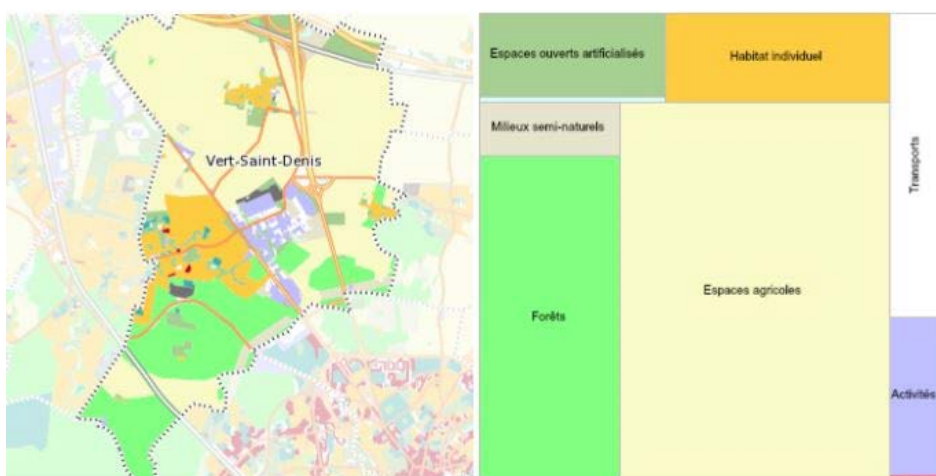 Vert-Saint-Denis
Espaces ouverts artificialisés
Habitat individuel
Milieux semi-naturels
Transports
Espaces agricoles
Forêts
Activités